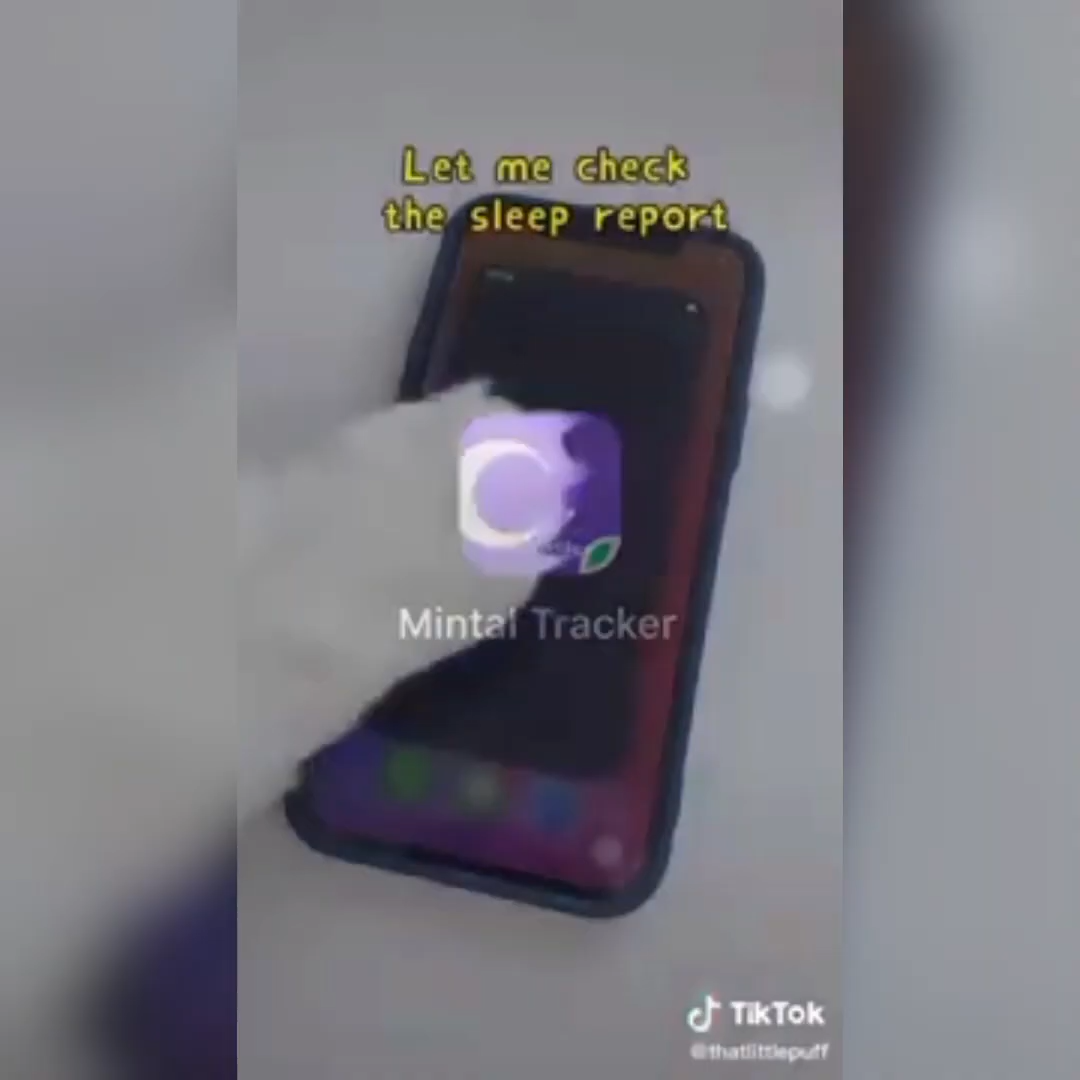 Let me check
the sleep report
Mintal Tracker
TikTok
@thatlittlepuff